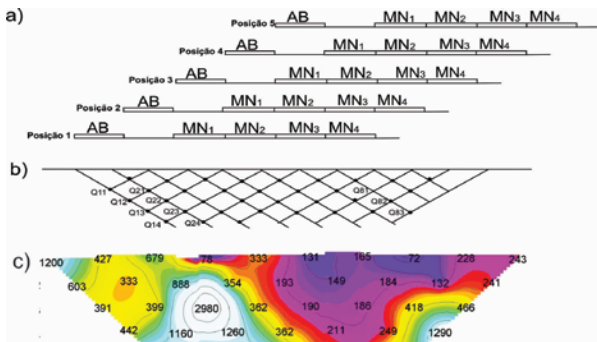 a)
Posição 5 AB MN1 MN2 MN3 MN4
Posição 4 AB MN1 MN2 MN3 MN4
Posição 3 AB MN1 MN2 MN3 MN4
Posição 2 AB MN1 MN2 MN3 MN4
Posição 1 AB MN1 MN2 MN3 MN4
b)
Q11 Q21 Q81
Q12 Q22 Q82
Q13 Q23 Q83
Q14 Q24
c)
1200 427 679 78 333 131 165 72 228 243
603 333 888 354 193 149 184 132 241
391 399 2980 362 190 186 418 466
442 1160 1260 362 211 249 1290